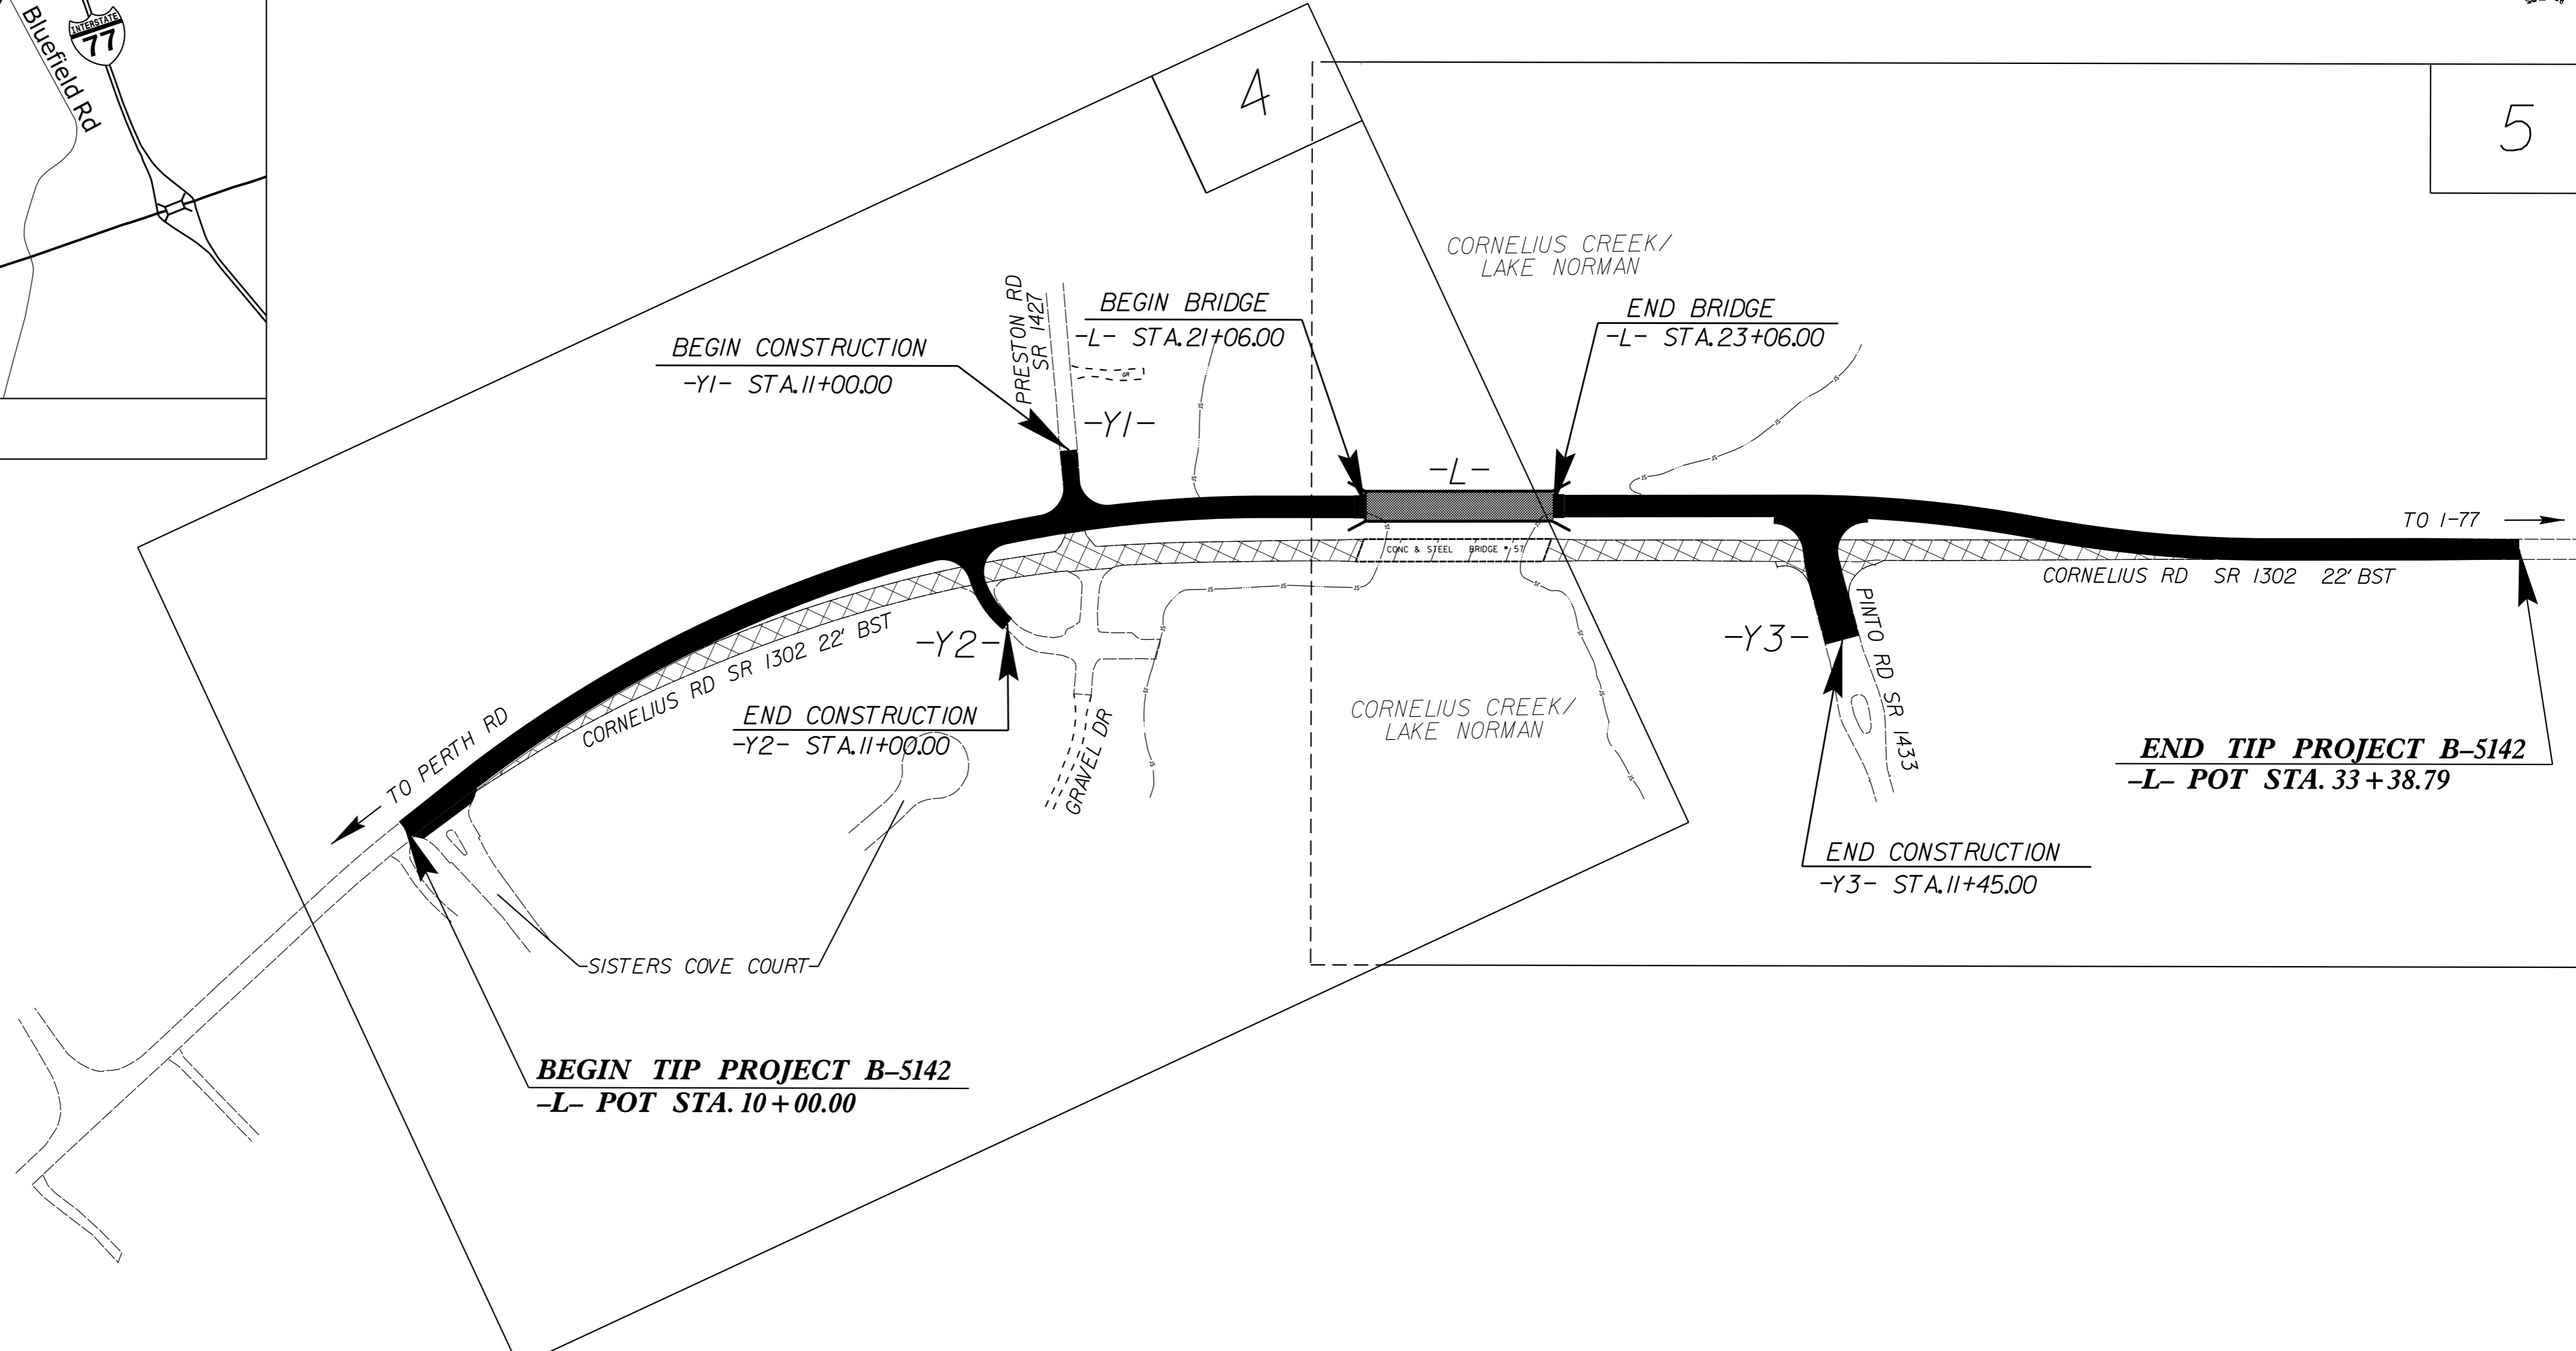 Bluefield Rd
INTERSTATE
77
4
5
CORNELIUS CREEK/
LAKE NORMAN
PRESTON RD
SR 1427
BEGIN BRIDGE
-L- STA.21+06.00
END BRIDGE
-L- STA.23+06.00
BEGIN CONSTRUCTION
-Y1- STA.11+00.00
GR
-Y1-
-L-
TO I-77
CONC & STEEL BRIDGE # 57
CORNELIUS RD SR 1302 22' BST
CORNELIUS RD SR 1302 22' BST
-Y2-
-Y3-
PINTO RD SR 1433
TO PERTH RD
END CONSTRUCTION
-Y2- STA.11+00.00
GRAVEL DR
CORNELIUS CREEK/
LAKE NORMAN
END TIP PROJECT B-5142
-L- POT STA. 33+38.79
END CONSTRUCTION
-Y3- STA.11+45.00
SISTERS COVE COURT
BEGIN TIP PROJECT B-5142
-L- POT STA. 10+00.00